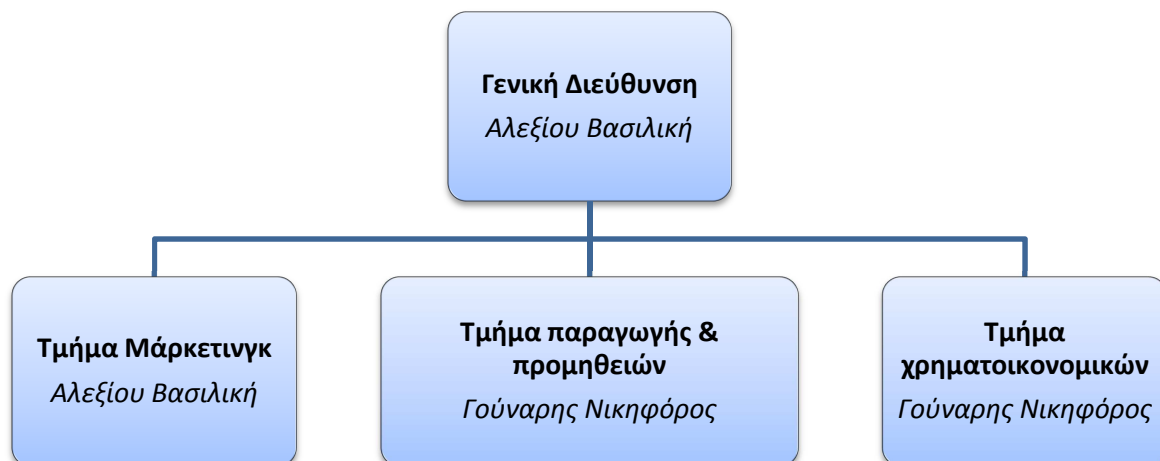 Γενική Διεύθυνση
Αλεξίου Βασιλική
Τμήμα Μάρκετινγκ
Αλεξίου Βασιλική
Τμήμα παραγωγής &
προμηθειών
Γούναρης Νικηφόρος
Τμήμα
χρηματοικονομικών
Γούναρης Νικηφόρος